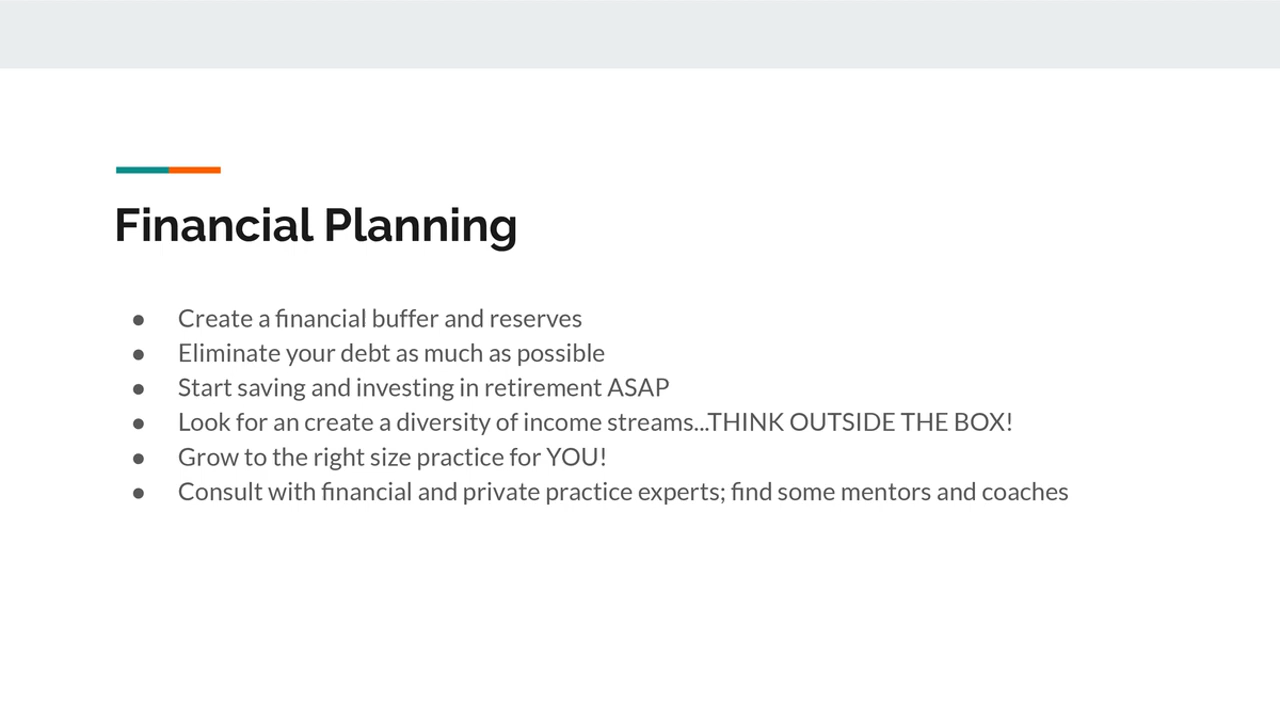 Financial Planning
● Create a financial buffer and reserves
● Eliminate your debt as much as possible
● Start saving and investing in retirement ASAP
● Look for an create a diversity of income streams...THINK OUTSIDE THE BOX!
● Grow to the right size practice for YOU!
● Consult with financial and private practice experts; find some mentors and coaches